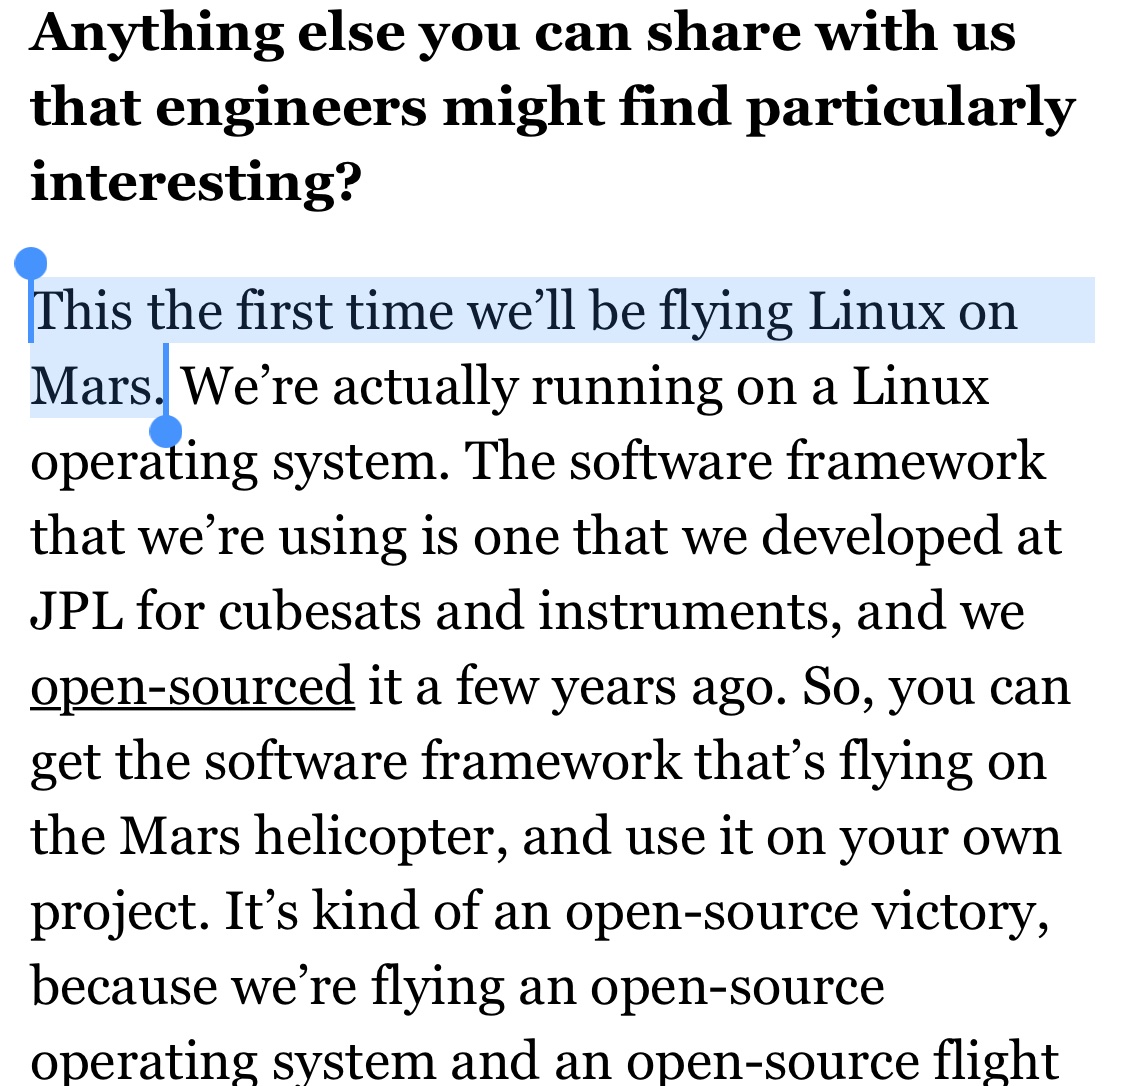 Anything else you can share with us
that engineers might find particularly
interesting?
This the first time we’ll be flying Linux on
Mars. We’re actually running on a Linux
operating system. The software framework
that we’re using is one that we developed at
JPL for cubesats and instruments, and we
open-sourced it a few years ago. So, you can
get the software framework that’s flying on
the Mars helicopter, and use it on your own
project. It’s kind of an open-source victory,
because we’re flying an open-source
operating system and an open-source flight